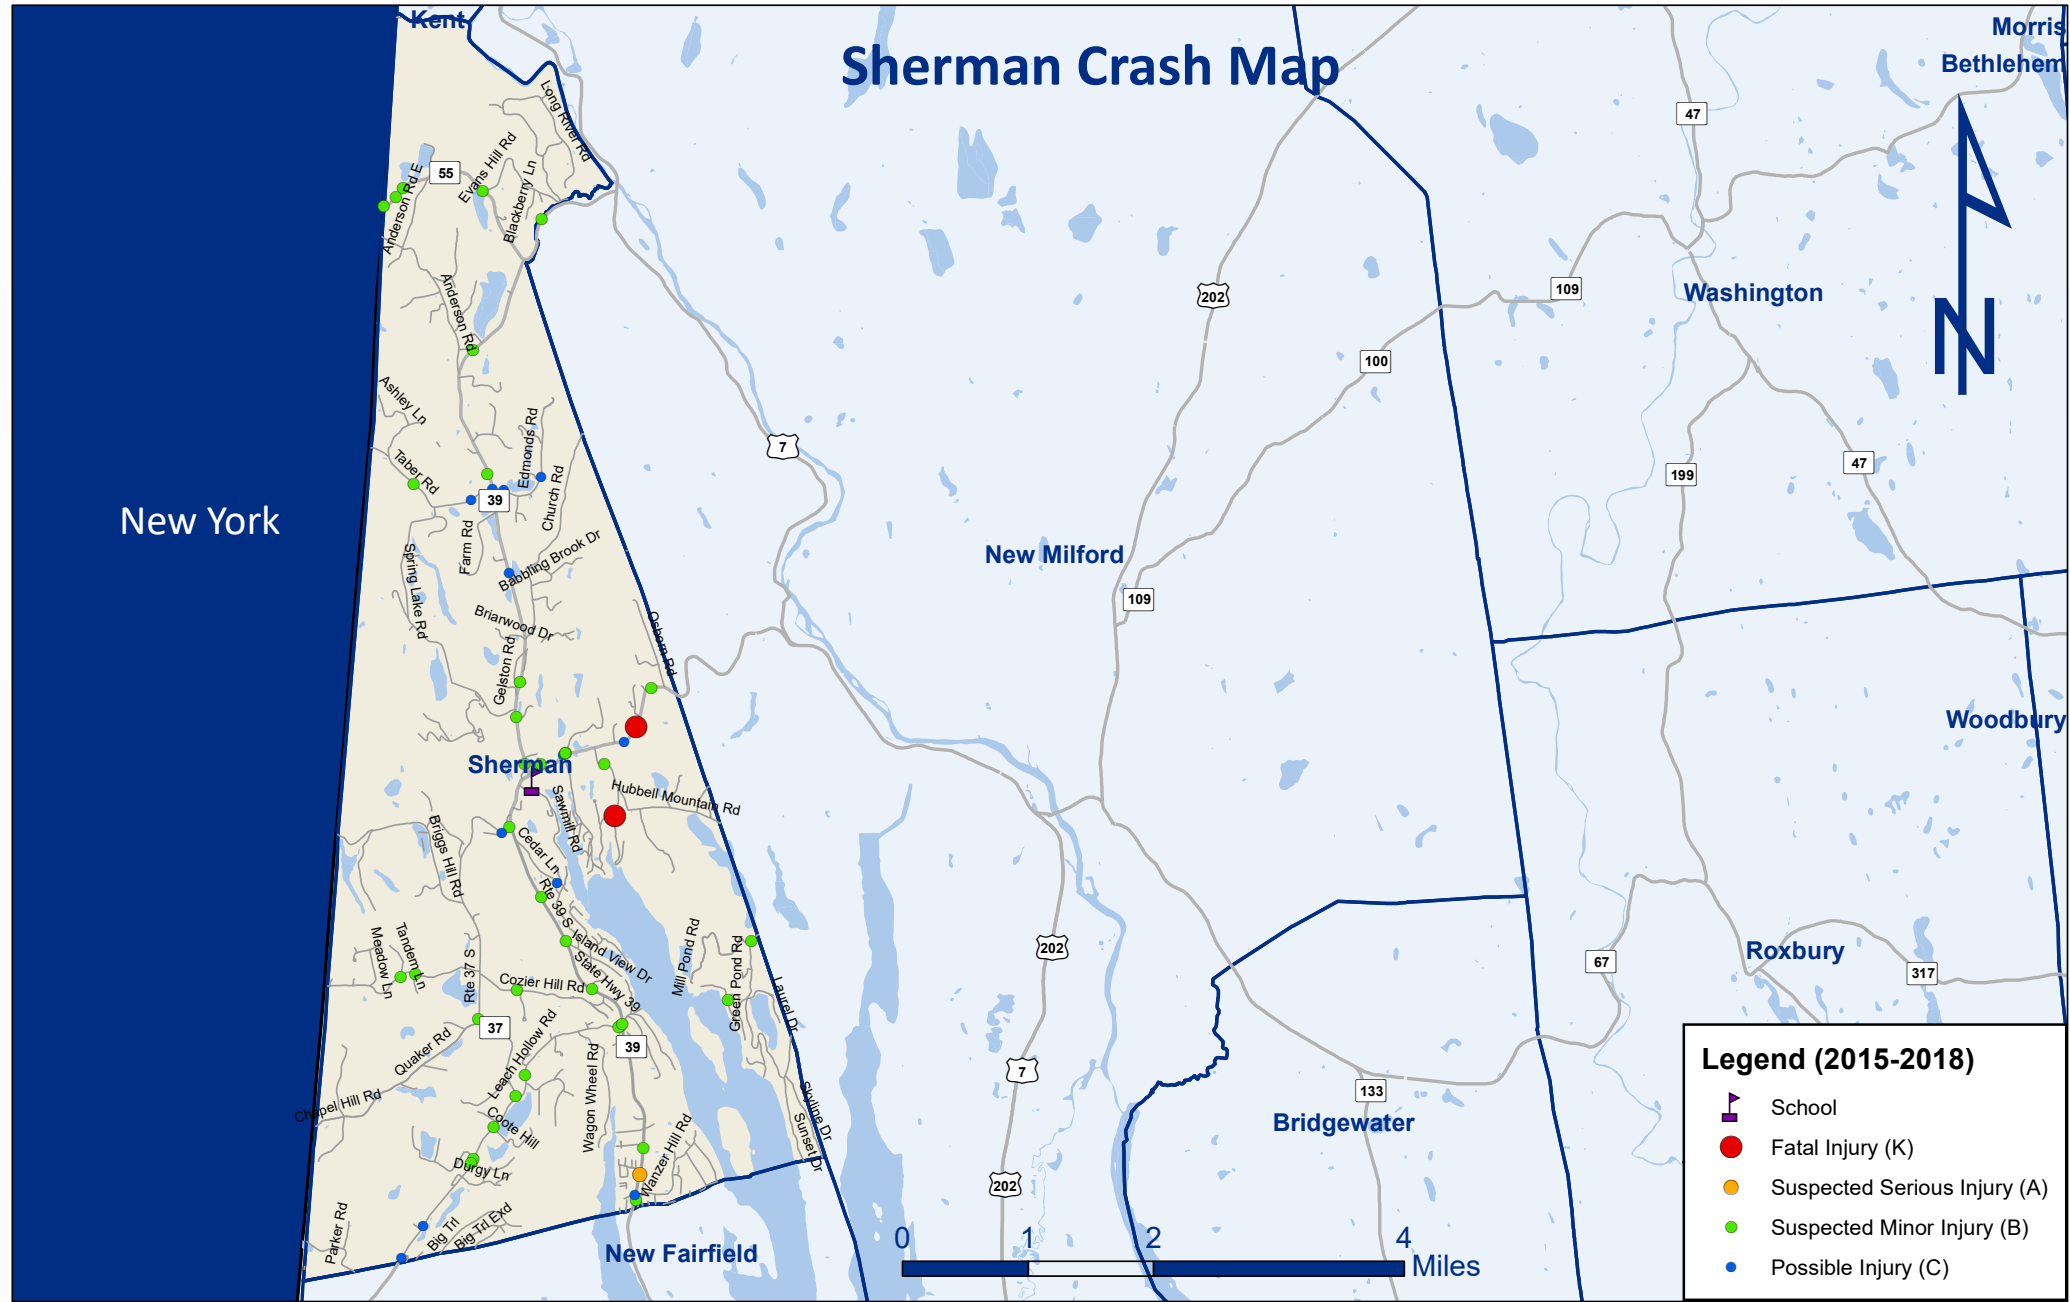 Kent
Morris
Bethlehem
Sherman Crash Map
Long River Rd
47
55
Evans Hill Rd
Blackberry Ln
Anderson Rd E
Anderson Rd
202
109
Washington
100
Ashley Ln
Taber Rd
Edmonds Rd
Church Rd
7
199
47
39
New York
Farm Rd
Spring Lake Rd
Babbling Brook Dr
New Milford
109
Briarwood Dr
Gelston Rd
Osborn Rd
Woodbury
Sherman
Hubbell Mountain Rd
Sawmill Rd
Briggs Hill Rd
Cedar Ln
Rte 39 S
Island View Dr
State Hwy 39
Meadow Ln
Tandem Ln
Rte 37 S
Cozier Hill Rd
Mill Pond Rd
Green Pond Rd
Laurel Dr
202
67
Roxbury
317
37
39
Quaker Rd
Leach Hollow Rd
Wagon Wheel Rd
Chapel Hill Rd
Coote Hill
Durgy Ln
Wanzer Hill Rd
Skyline Dr
Sunset Dr
7
133
Bridgewater
202
Parker Rd
Big Trl
Big Trl Exd
New Fairfield
0 1 2 4
Miles
N
Legend (2015-2018)
School
Fatal Injury (K)
Suspected Serious Injury (A)
Suspected Minor Injury (B)
Possible Injury (C)